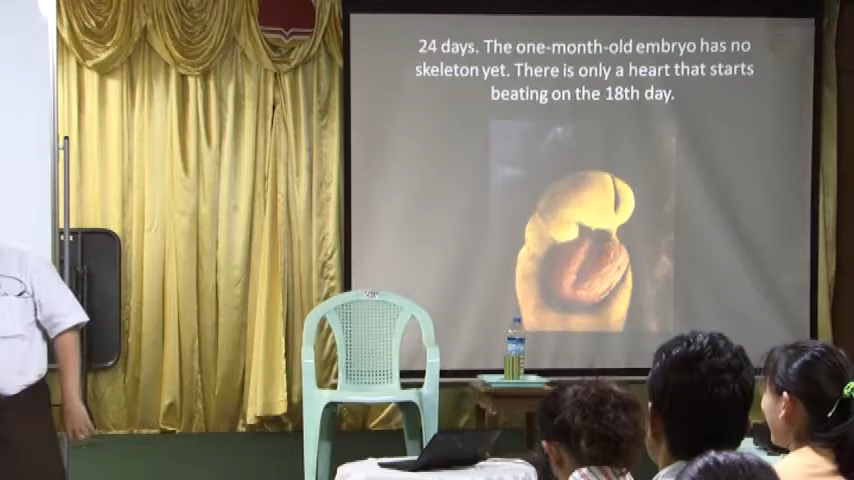 24 days. The one-month-old embryo has no
skeleton yet. There is only a heart that starts
beating on the 18th day.